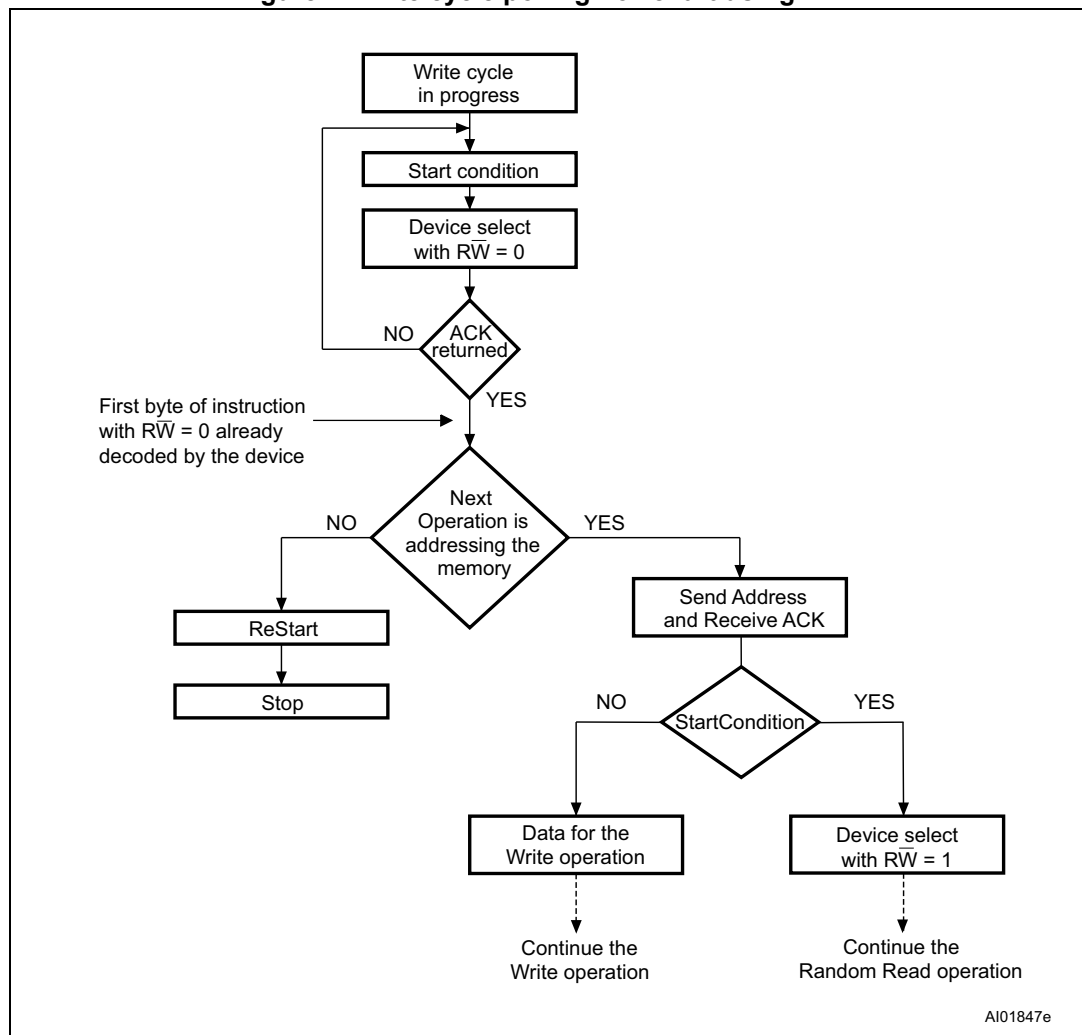 Write cycle
in progress
Start condition
Device select
with RW̅ = 0
NO
ACK
returned
YES
First byte of instruction
with RW̅ = 0 already
decoded by the device
NO
Next
Operation is
addressing the
memory
YES
ReStart
Stop
Send Address
and Receive ACK
NO
StartCondition
YES
Data for the
Write operation
Device select
with RW̅ = 1
Continue the
Write operation
Continue the
Random Read operation
AI01847e